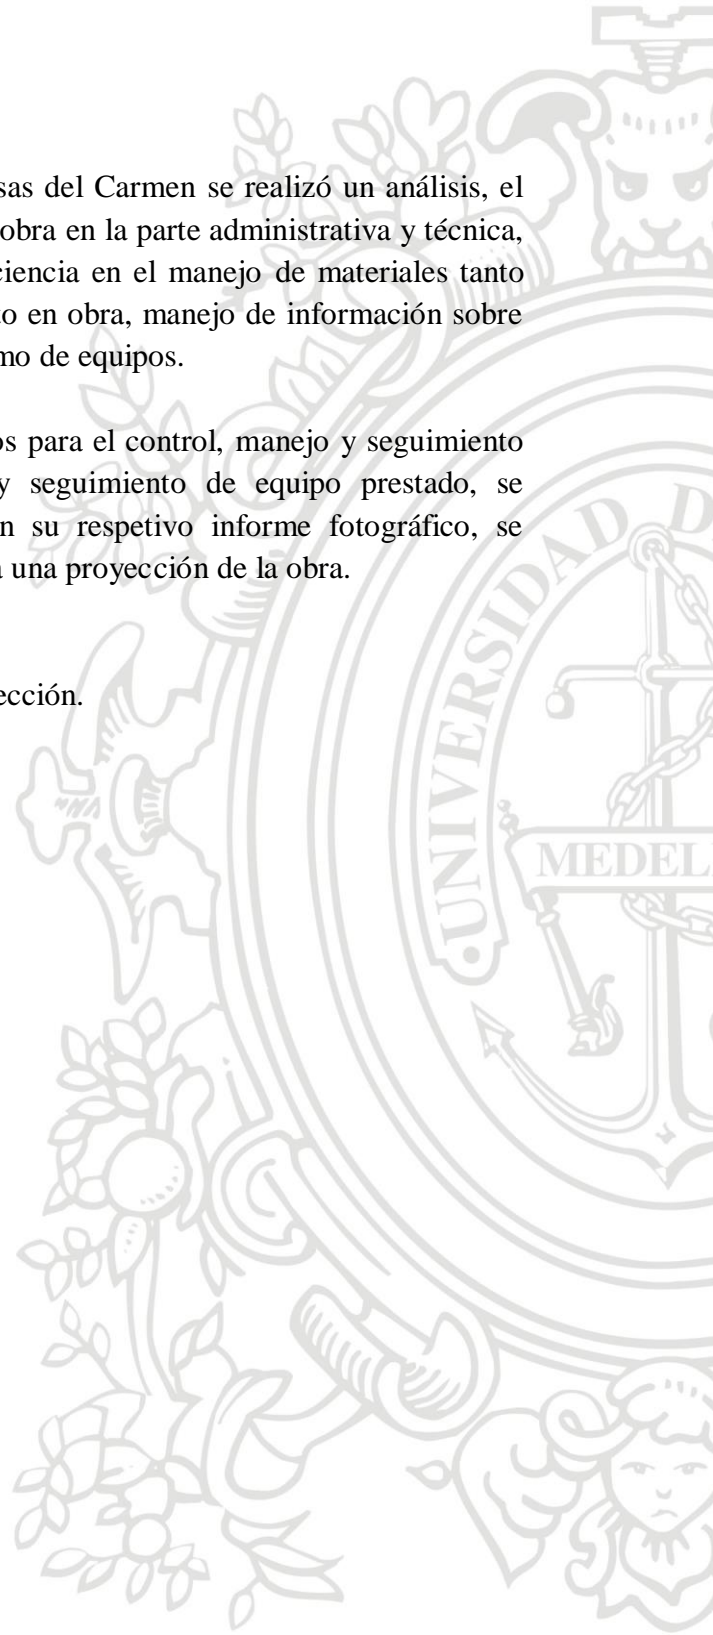 sas del Carmen se realizó un análisis, el
obra en la parte administrativa y técnica,
ciencia en el manejo de materiales tanto
to en obra, manejo de información sobre
mo de equipos.
os para el control, manejo y seguimiento
y seguimiento de equipo prestado, se
n su respetivo informe fotográfico, se
a una proyección de la obra.
ección.
UNIVERSIDAD D
MEDEL